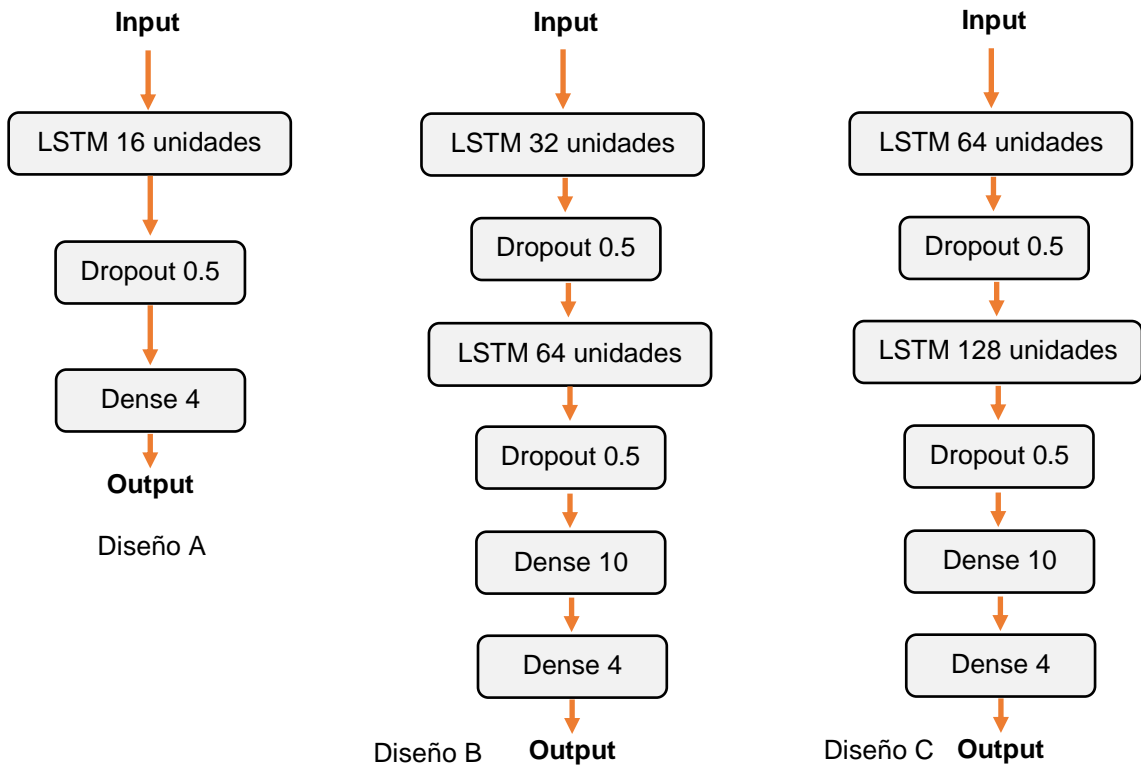 Input
LSTM 16 unidades
Dropout 0.5
Dense 4
Output
Diseño A
Input
LSTM 32 unidades
Dropout 0.5
LSTM 64 unidades
Dropout 0.5
Dense 10
Dense 4
Output
Diseño B
Input
LSTM 64 unidades
Dropout 0.5
LSTM 128 unidades
Dropout 0.5
Dense 10
Dense 4
Output
Diseño C